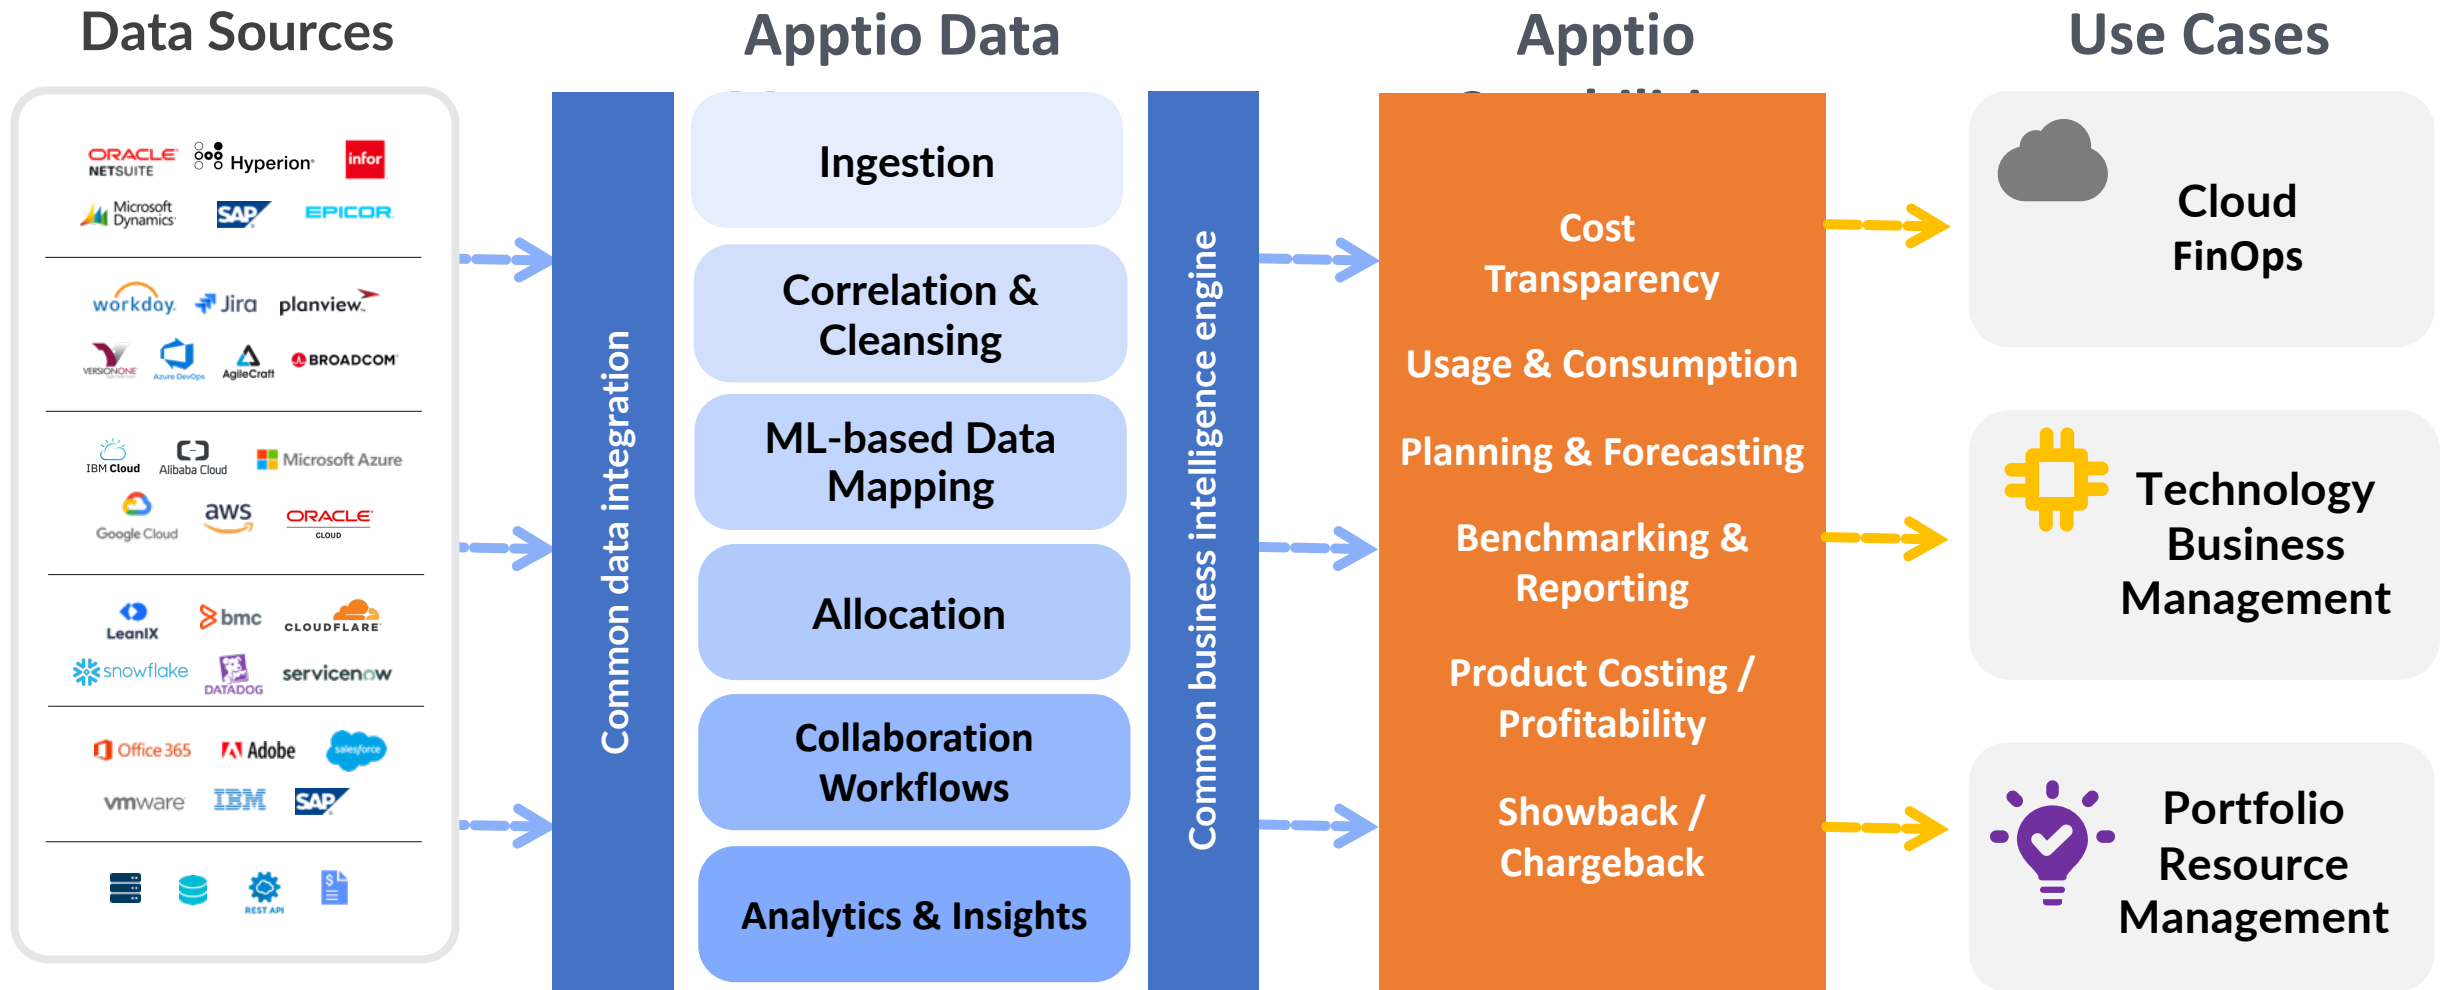 Data Sources
Apptio Data
Apptio
Use Cases
ORACLE
NETSUITE
Hyperion
infor
Microsoft
Dynamics
SAP
EPICOR
workday.
Jira
planview
VERSIONONE
Azure DevOps
AgileCraft
BROADCOM
IBM Cloud
Alibaba Cloud
Microsoft Azure
Google Cloud
aws
ORACLE
CLOUD
LeanIX
bmc
CLOUDFLARE
snowflake
DATADOG
servicenow
Office 365
Adobe
salesforce
vmware
IBM
SAP
REST API
Common data integration
Ingestion
Correlation &
Cleansing
ML-based Data
Mapping
Allocation
Collaboration
Workflows
Analytics & Insights
Common business intelligence engine
Cost
Transparency
Usage & Consumption
Planning & Forecasting
Benchmarking &
Reporting
Product Costing /
Profitability
Showback /
Chargeback
Cloud
FinOps
Technology
Business
Management
Portfolio
Resource
Management